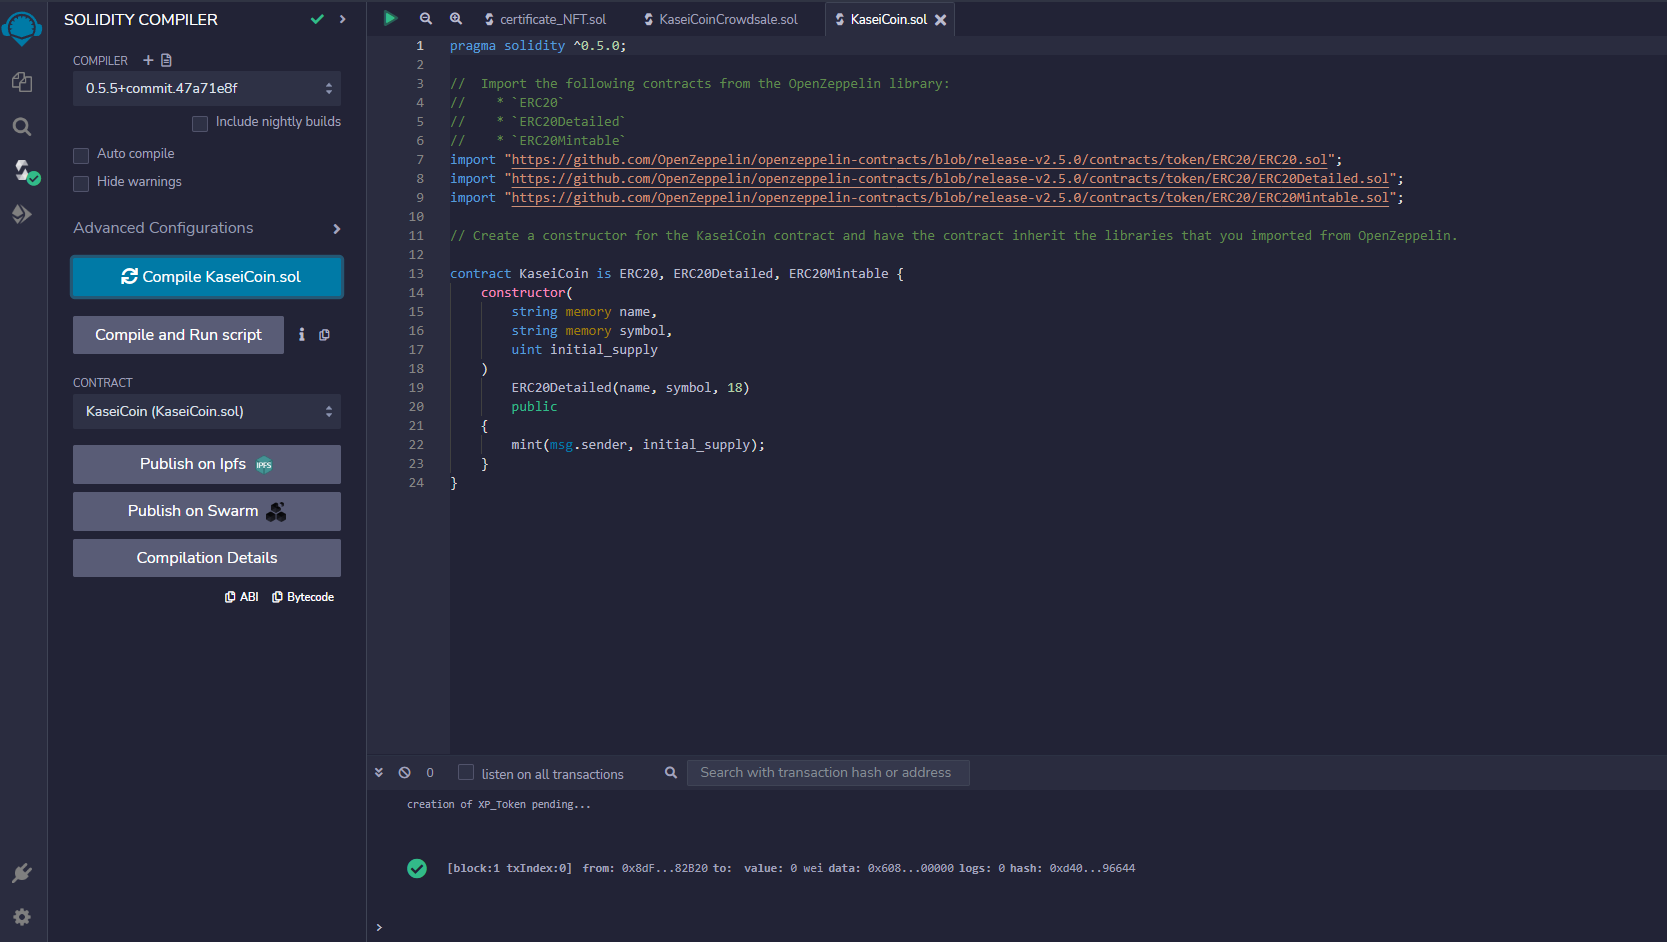 SOLIDITY COMPILER
COMPILER
0.5.5+commit.47a71e8f
Include nightly builds
Auto compile
Hide warnings
Advanced Configurations
Compile KaseiCoin.sol
Compile and Run script
CONTRACT
KaseiCoin (KaseiCoin.sol)
Publish on Ipfs
IPFS
Publish on Swarm
Compilation Details
ABI Bytecode
certificate_NFT.sol KaseiCoinCrowdsale.sol KaseiCoin.sol
1 pragma solidity ^0.5.0;
2
3 //  Import the following contracts from the OpenZeppelin library:
4 //    * `ERC20`
5 //    * `ERC20Detailed`
6 //    * `ERC20Mintable`
7 import "https://github.com/OpenZeppelin/openzeppelin-contracts/blob/release-v2.5.0/contracts/token/ERC20/ERC20.sol";
8 import "https://github.com/OpenZeppelin/openzeppelin-contracts/blob/release-v2.5.0/contracts/token/ERC20/ERC20Detailed.sol";
9 import "https://github.com/OpenZeppelin/openzeppelin-contracts/blob/release-v2.5.0/contracts/token/ERC20/ERC20Mintable.sol";
10
11 // Create a constructor for the KaseiCoin contract and have the contract inherit the libraries that you imported from OpenZeppelin.
12
13 contract KaseiCoin is ERC20, ERC20Detailed, ERC20Mintable {
14     constructor(
15         string memory name,
16         string memory symbol,
17         uint initial_supply
18     )
19         ERC20Detailed(name, symbol, 18)
20         public
21     {
22         mint(msg.sender, initial_supply);
23     }
24 }
0 listen on all transactions Search with transaction hash or address
creation of XP_Token pending...
[block:1 txIndex:0] from: 0x8dF...82B20 to: value: 0 wei data: 0x608...00000 logs: 0 hash: 0xd40...96644
>